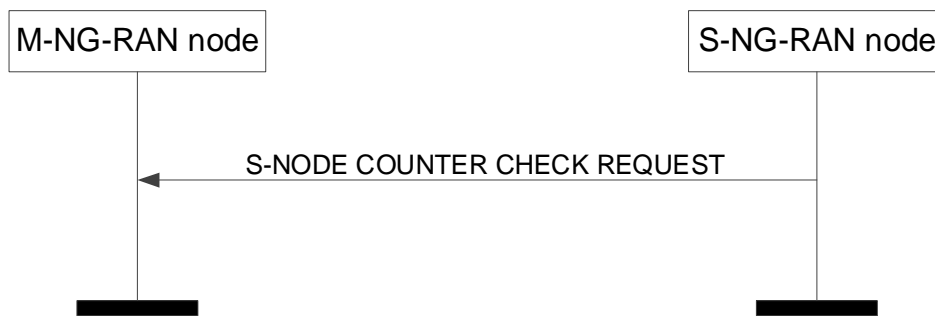 M-NG-RAN node
S-NG-RAN node
S-NODE COUNTER CHECK REQUEST